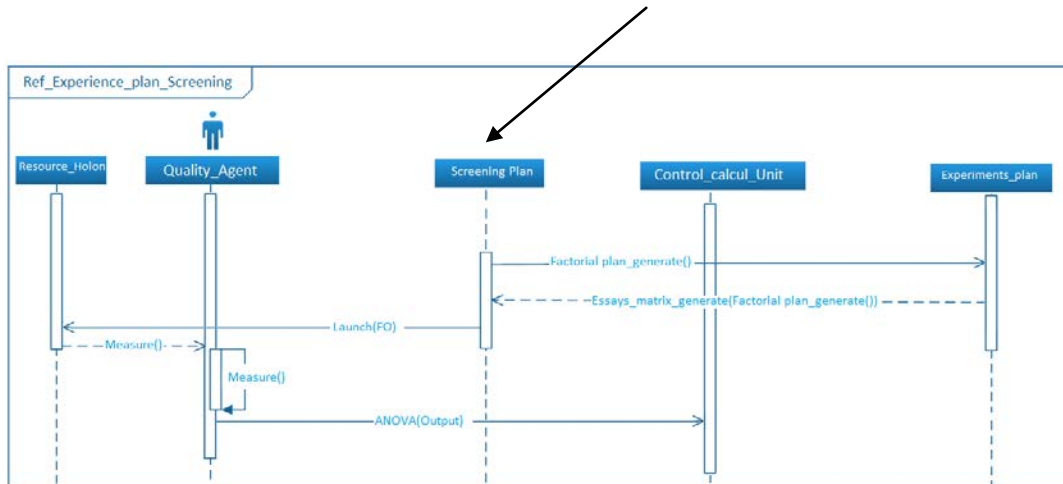 Ref_Experience_plan_Screening
Resource_Holon
Quality_Agent
Screening Plan
Control_calcul_Unit
Experiments_plan
Factorial plan_generate()
Essays_matrix_generate(Factorial plan_generate())
Launch(FO)
Measure()
Measure()
ANOVA(Output)